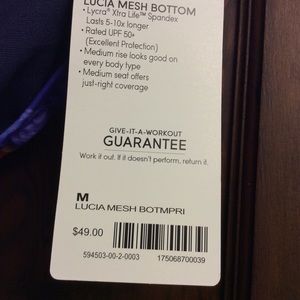 LUCIA MESH BOTTOM
• Lycra® Xtra Life™ Spandex
Lasts 5-10x longer
• Rated UPF 50+
(Excellent Protection)
• Medium rise looks good on
every body type
• Medium seat offers
just-right coverage
GIVE-IT-A-WORKOUT
GUARANTEE
Work it out. If it doesn't perform, return it.
M
LUCIA MESH BOTMPRI
$49.00
594503-00-2-0003
175068700039